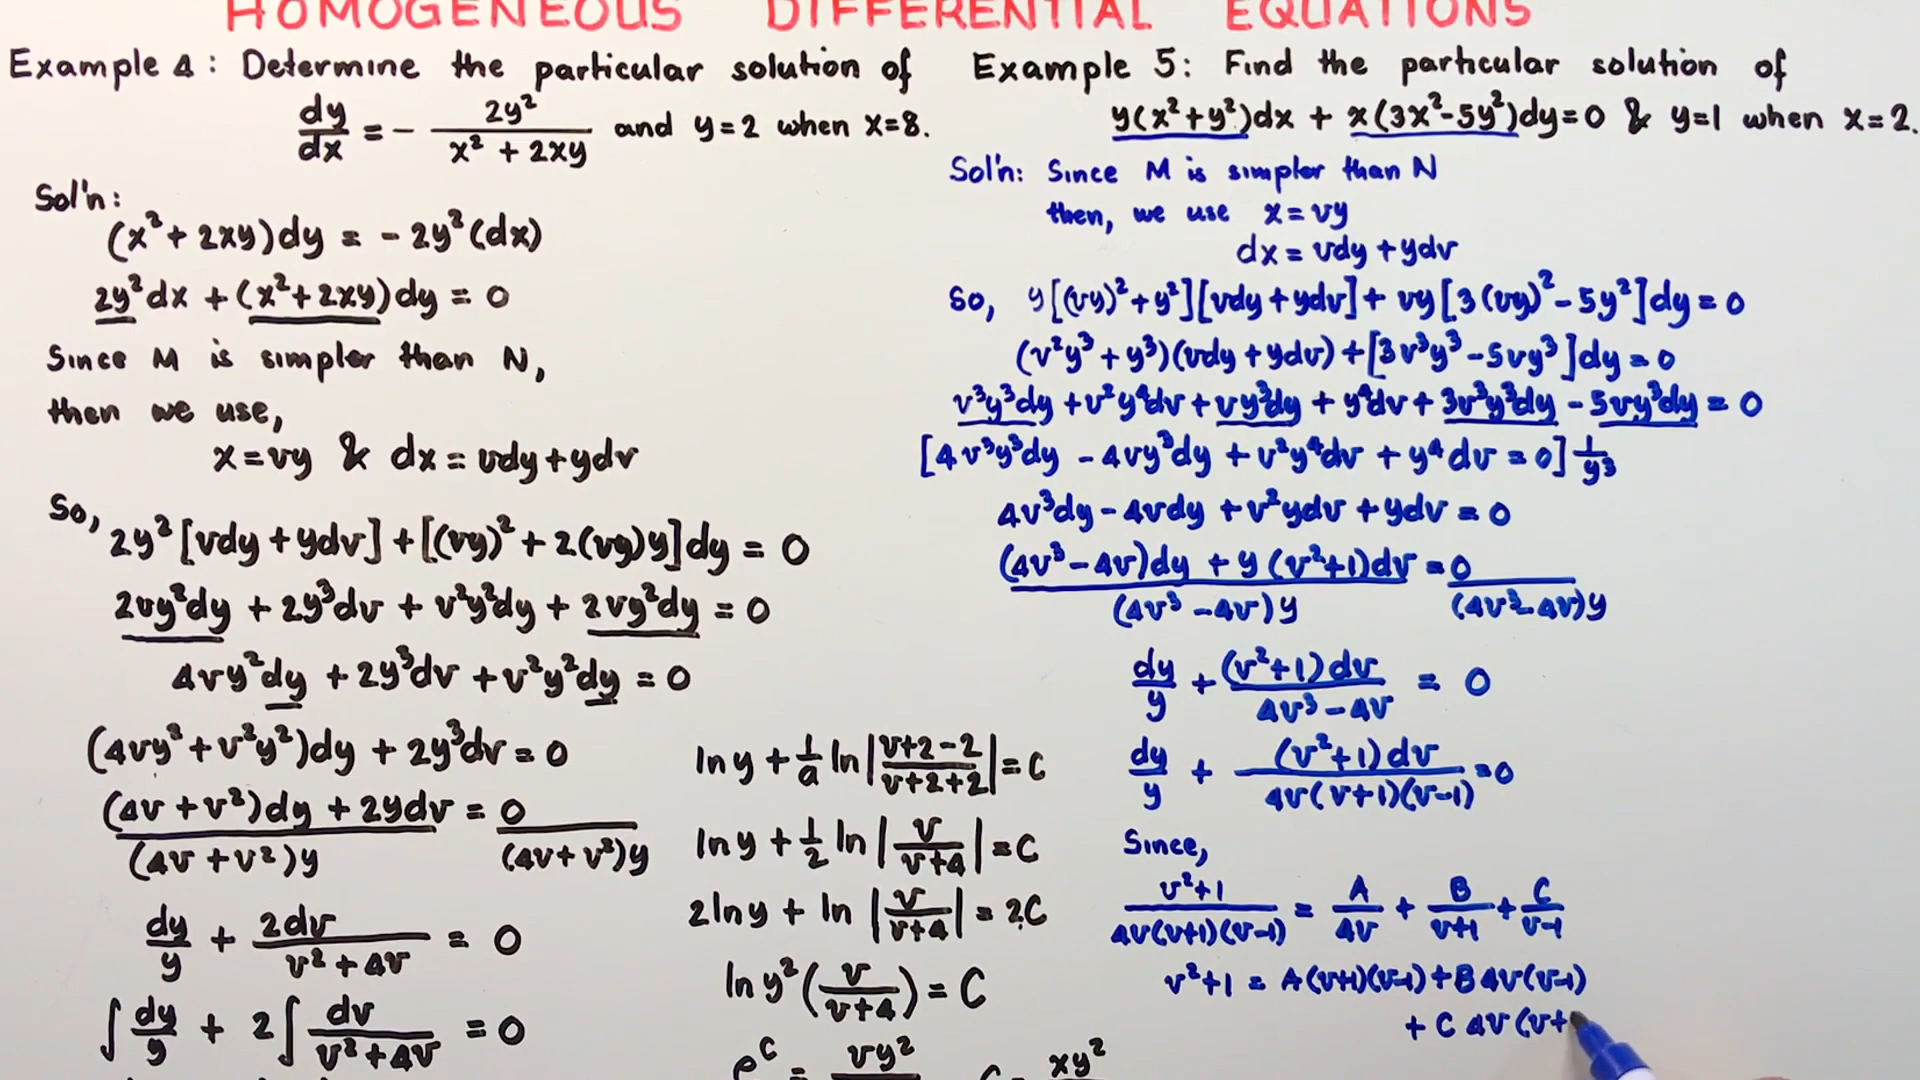 HOMOGENEOUS DIFFERENTIAL EQUATIONS
Example 4: Determine the particular solution of
dy/dx = - 2y²/(x² + 2xy) and y=2 when x=8.
Sol'n:
(x² + 2xy)dy = - 2y²(dx)
2y²dx + (x²+2xy)dy = 0
Since M is simpler than N,
then we use,
x=vy & dx = vdy+ydv
So, 2y²[vdy+ydv]+[(vy)²+2(vy)y]dy = 0
2vy²dy + 2y³dv + v²y²dy + 2vy²dy = 0
4vy²dy + 2y³dv + v²y²dy = 0
(4vy²+v²y²)dy + 2y³dv = 0
(4v+v²)dy + 2ydv/(4v+v²)y = 0/(4v+v²)y
dy/y + 2dv/(v²+4v) = 0
∫dy/y + 2∫dv/(v²+4v) = 0
ln y + 1/a ln|(v+2-2)/(v+2+2)| = C
ln y + 1/2 ln|v/(v+4)| = C
2ln y + ln|v/(v+4)| = 2C
ln y²(v/(v+4)) = C
e^C = vy²
C = xy²
Example 5: Find the particular solution of
y(x²+y²)dx + x(3x²-5y²)dy=0 & y=1 when x=2.
Sol'n: Since M is simpler than N
then, we use x=vy
dx = vdy+ydv
So, y[(vy)²+y²][vdy+ydv]+vy[3(vy)²-5y²]dy=0
(v²y³+y³)(vdy+ydv)+[3v³y³-5vy³]dy=0
v³y³dy+v²y⁴dv+vy³dy+y⁴dv+3v³y³dy-5vy³dy=0
[4v³y³dy-4vy³dy+v²y⁴dv+y⁴dv=0]1/y³
4v³dy-4vdy+v²ydv+ydv=0
(4v³-4v)dy+y(v²+1)dv/(4v³-4v)y = 0/(4v³-4v)y
dy/y + (v²+1)dv/(4v³-4v) = 0
dy/y + (v²+1)dv/4v(v+1)(v-1) = 0
Since,
v²+1/4v(v+1)(v-1) = A/4v + B/v+1 + C/v-1
v²+1 = A(v+1)(v-1)+B4v(v-1)
+ C 4v(v+